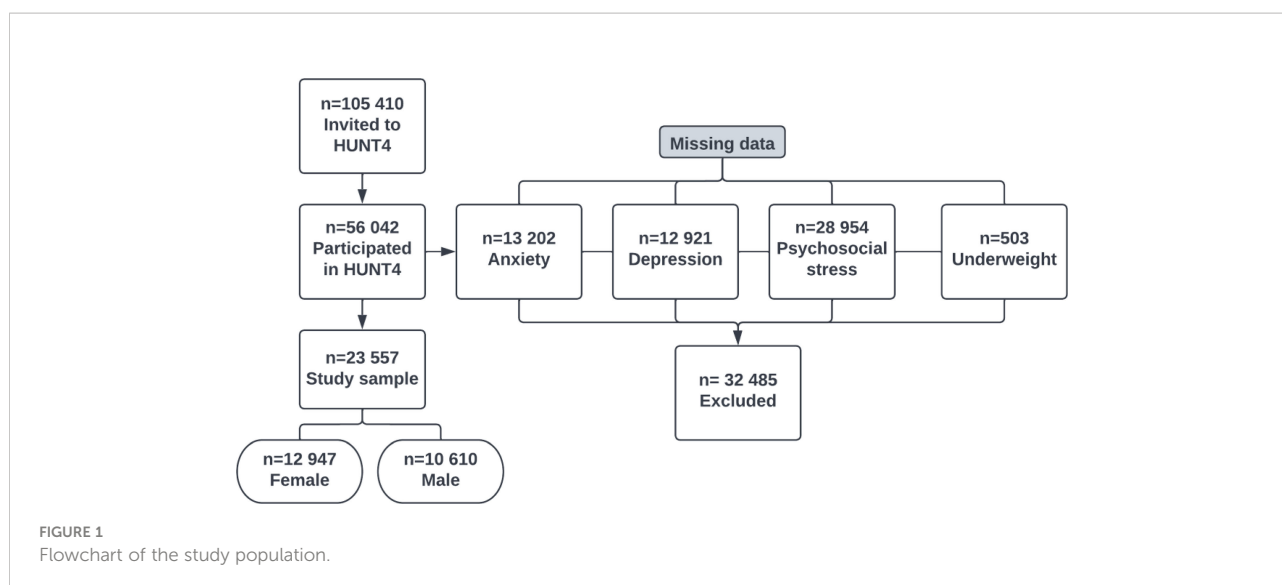 n=105 410
Invited to
HUNT4
Missing data
n=56 042
Participated
in HUNT4
n=13 202
Anxiety
n=12 921
Depression
n=28 954
Psychosocial
stress
n=503
Underweight
n=23 557
Study sample
n= 32 485
Excluded
n=12 947
Female
n=10 610
Male
FIGURE 1
Flowchart of the study population.